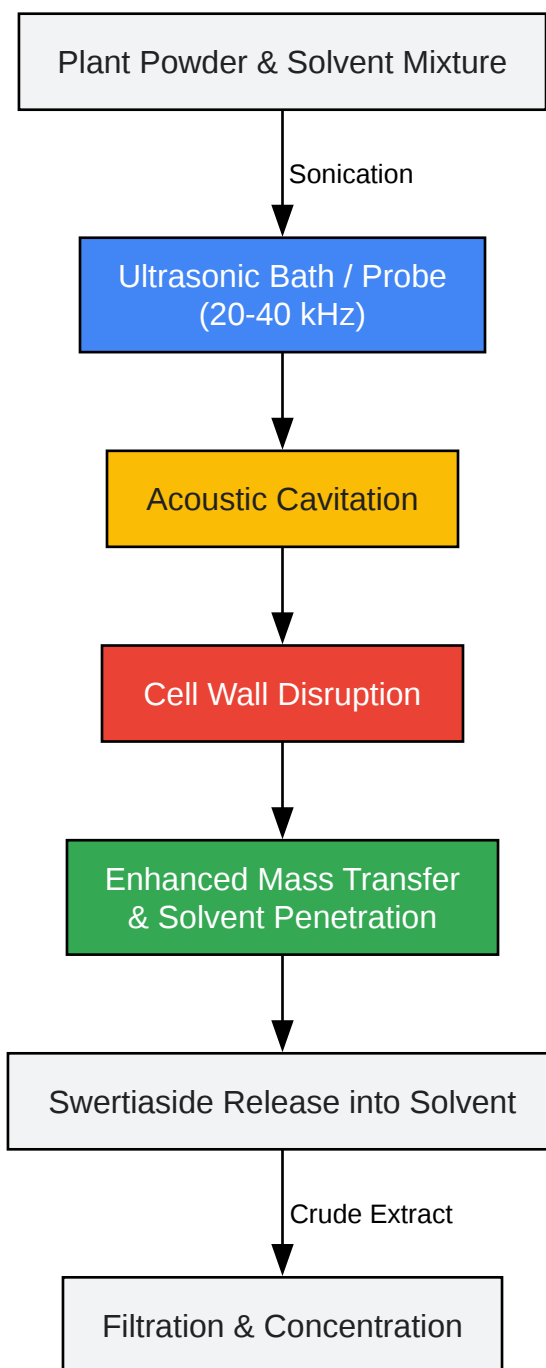 Plant Powder & Solvent Mixture
Sonication
Ultrasonic Bath / Probe
(20-40 kHz)
Acoustic Cavitation
Cell Wall Disruption
Enhanced Mass Transfer
& Solvent Penetration
Swertiaside Release into Solvent
Crude Extract
Filtration & Concentration